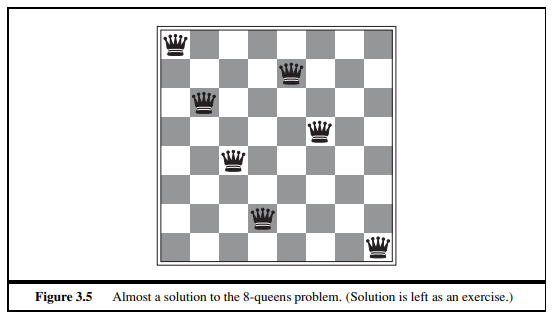 Figure 3.5 Almost a solution to the 8-queens problem. (Solution is left as an exercise.)